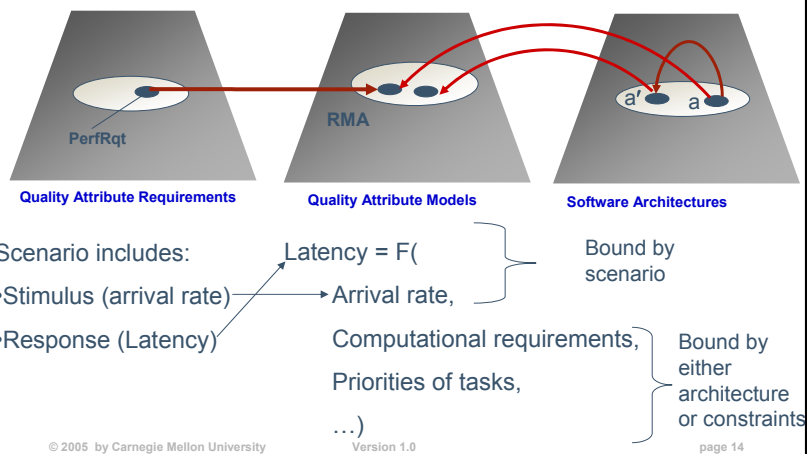 PerfRqt
RMA
a′
a
Quality Attribute Requirements
Quality Attribute Models
Software Architectures
Scenario includes:
•Stimulus (arrival rate)
•Response (Latency)
Latency = F(
Arrival rate,
Computational requirements,
Priorities of tasks,
…)
Bound by
scenario
Bound by
either
architecture
or constraints
© 2005 by Carnegie Mellon University
Version 1.0
page 14